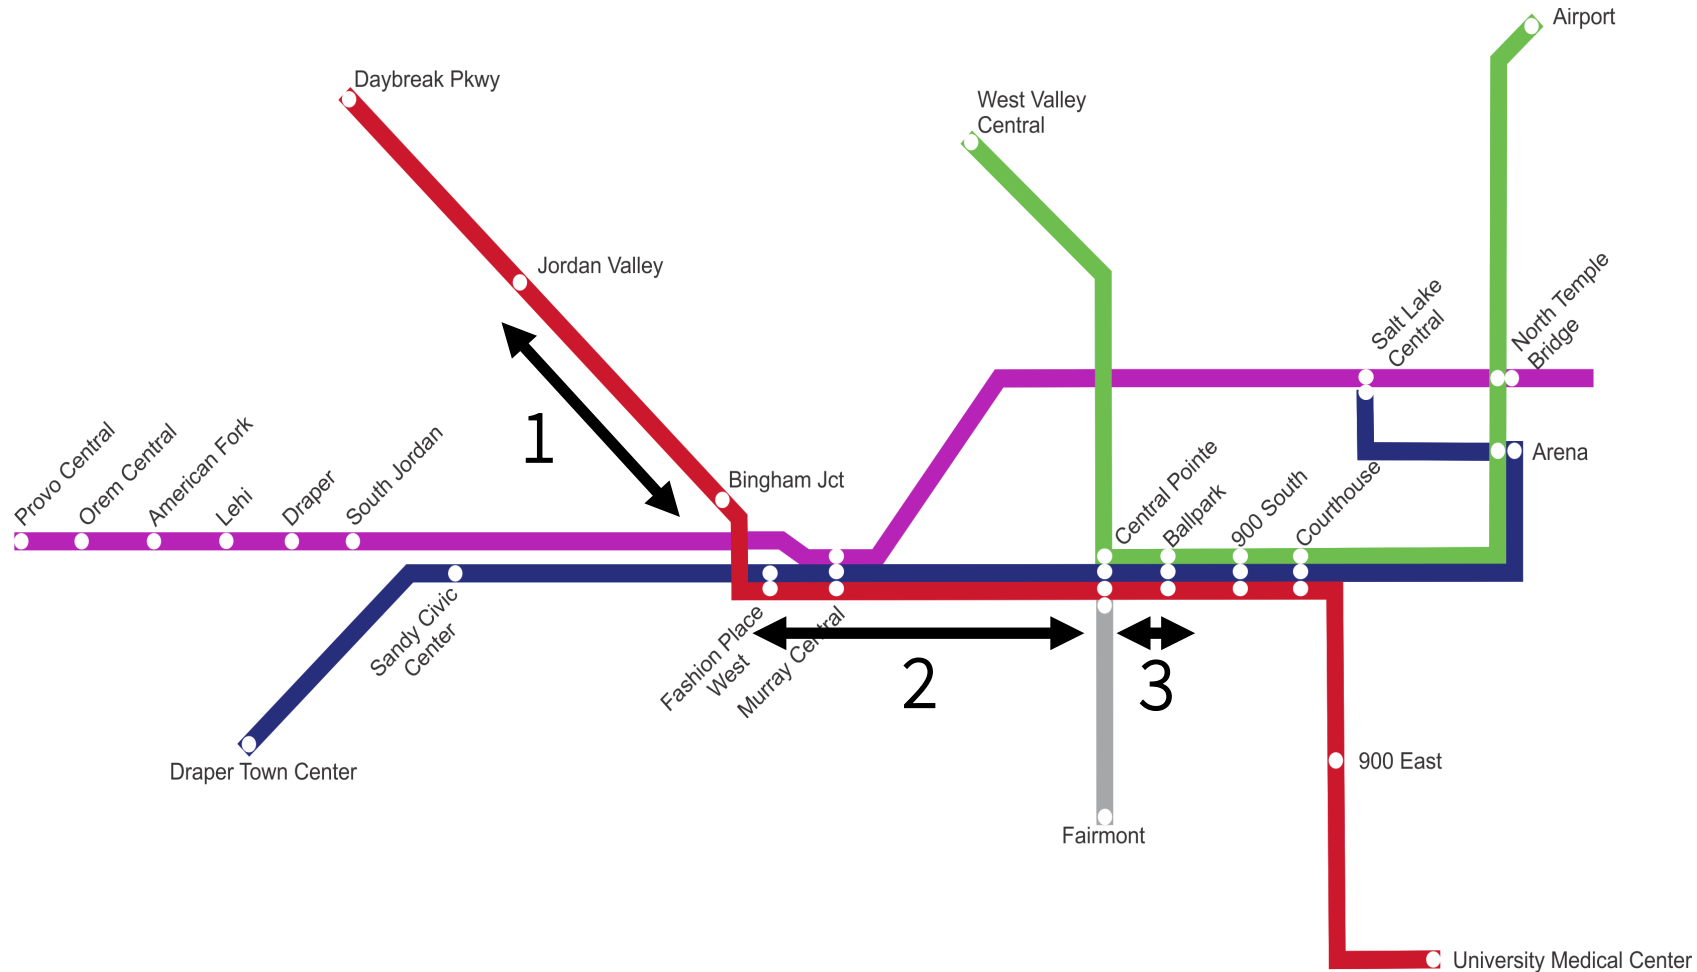 Airport
Daybreak Pkwy
West Valley
Central
Jordan Valley
Salt Lake
Central
North Temple
Bridge
1
Provo Central
Orem Central
American Fork
Lehi
Draper
South Jordan
Bingham Jct
Central Pointe
Ballpark
900 South
Courthouse
Arena
Sandy Civic
Center
Fashion Place
West
Murray Central
2
3
Draper Town Center
900 East
Fairmont
University Medical Center